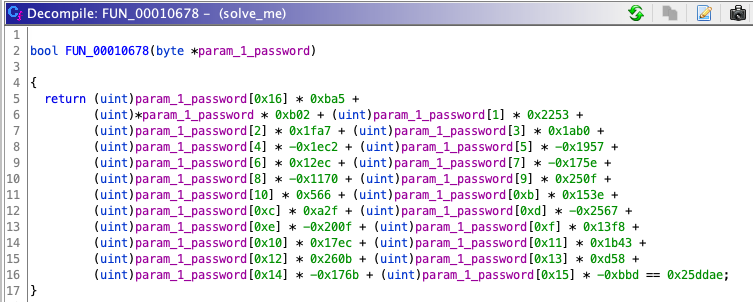 Decompile: FUN_00010678 - (solve_me)
1
2 bool FUN_00010678(byte *param_1_password)
3
4 {
5 return (uint)param_1_password[0x16] * 0xba5 +
6 (uint)*param_1_password * 0xb02 + (uint)param_1_password[1] * 0x2253 +
7 (uint)param_1_password[2] * 0x1fa7 + (uint)param_1_password[3] * 0x1ab0 +
8 (uint)param_1_password[4] * -0x1ec2 + (uint)param_1_password[5] * -0x1957 +
9 (uint)param_1_password[6] * 0x12ec + (uint)param_1_password[7] * -0x175e +
10 (uint)param_1_password[8] * -0x1170 + (uint)param_1_password[9] * 0x250f +
11 (uint)param_1_password[10] * 0x566 + (uint)param_1_password[0xb] * 0x153e +
12 (uint)param_1_password[0xc] * 0xa2f + (uint)param_1_password[0xd] * -0x2567 +
13 (uint)param_1_password[0xe] * -0x200f + (uint)param_1_password[0xf] * 0x13f8 +
14 (uint)param_1_password[0x10] * 0x17ec + (uint)param_1_password[0x11] * 0x1b43 +
15 (uint)param_1_password[0x12] * 0x260b + (uint)param_1_password[0x13] * 0xd58 +
16 (uint)param_1_password[0x14] * -0x176b + (uint)param_1_password[0x15] * -0xbbd == 0x25ddae;
17 }